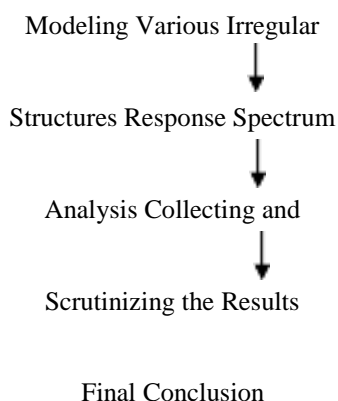 Modeling Various Irregular
Structures Response Spectrum
Analysis Collecting and
Scrutinizing the Results
Final Conclusion